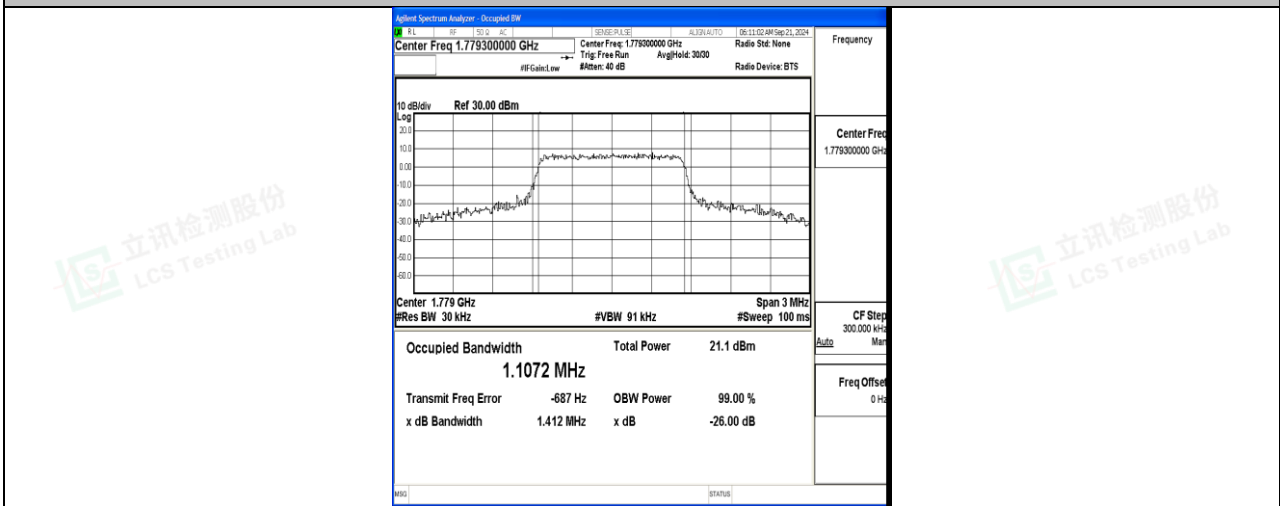 Agilent Spectrum Analyzer - Occupied BW
RL RF 50 Ω AC SENSE:PULSE ALIGN AUTO 06:11:02 AM Sep 21, 2024
Center Freq 1.779300000 GHz
Center Freq: 1.779300000 GHz
Radio Std: None
Trig: Free Run Avg|Hold: 30/30
#IFGain:Low #Atten: 40 dB Radio Device: BTS
10 dB/div Ref 30.00 dBm
Log
20.0
10.0
0.00
-10.0
-20.0
-30.0
-40.0
-50.0
-60.0
Center 1.779 GHz Span 3 MHz
#Res BW 30 kHz #VBW 91 kHz #Sweep 100 ms
Occupied Bandwidth Total Power 21.1 dBm
1.1072 MHz
Transmit Freq Error -687 Hz OBW Power 99.00 %
x dB Bandwidth 1.412 MHz x dB -26.00 dB
MSG STATUS
Frequency
Center Freq
1.779300000 GHz
CF Step
300.000 kHz
Auto Man
Freq Offset
0 Hz
立讯检测股份
LCS Testing Lab
立讯检测股份
LCS Testing Lab